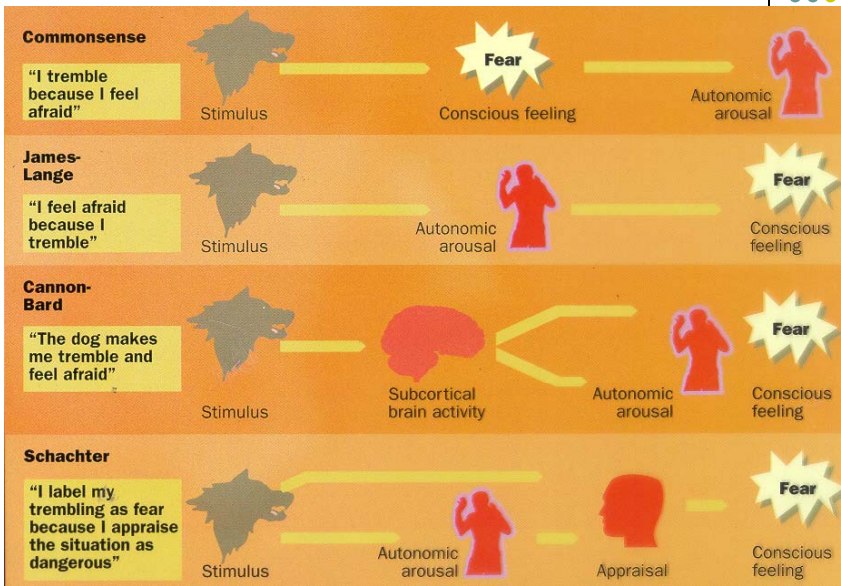 Commonsense
"I tremble
because I feel
afraid"
Stimulus
Fear
Conscious feeling
Autonomic
arousal
James-
Lange
"I feel afraid
because I
tremble"
Stimulus
Autonomic
arousal
Fear
Conscious
feeling
Cannon-
Bard
"The dog makes
me tremble and
feel afraid"
Stimulus
Subcortical
brain activity
Autonomic
arousal
Fear
Conscious
feeling
Schachter
"I label my
trembling as fear
because I appraise
the situation as
dangerous"
Stimulus
Autonomic
arousal
Appraisal
Fear
Conscious
feeling